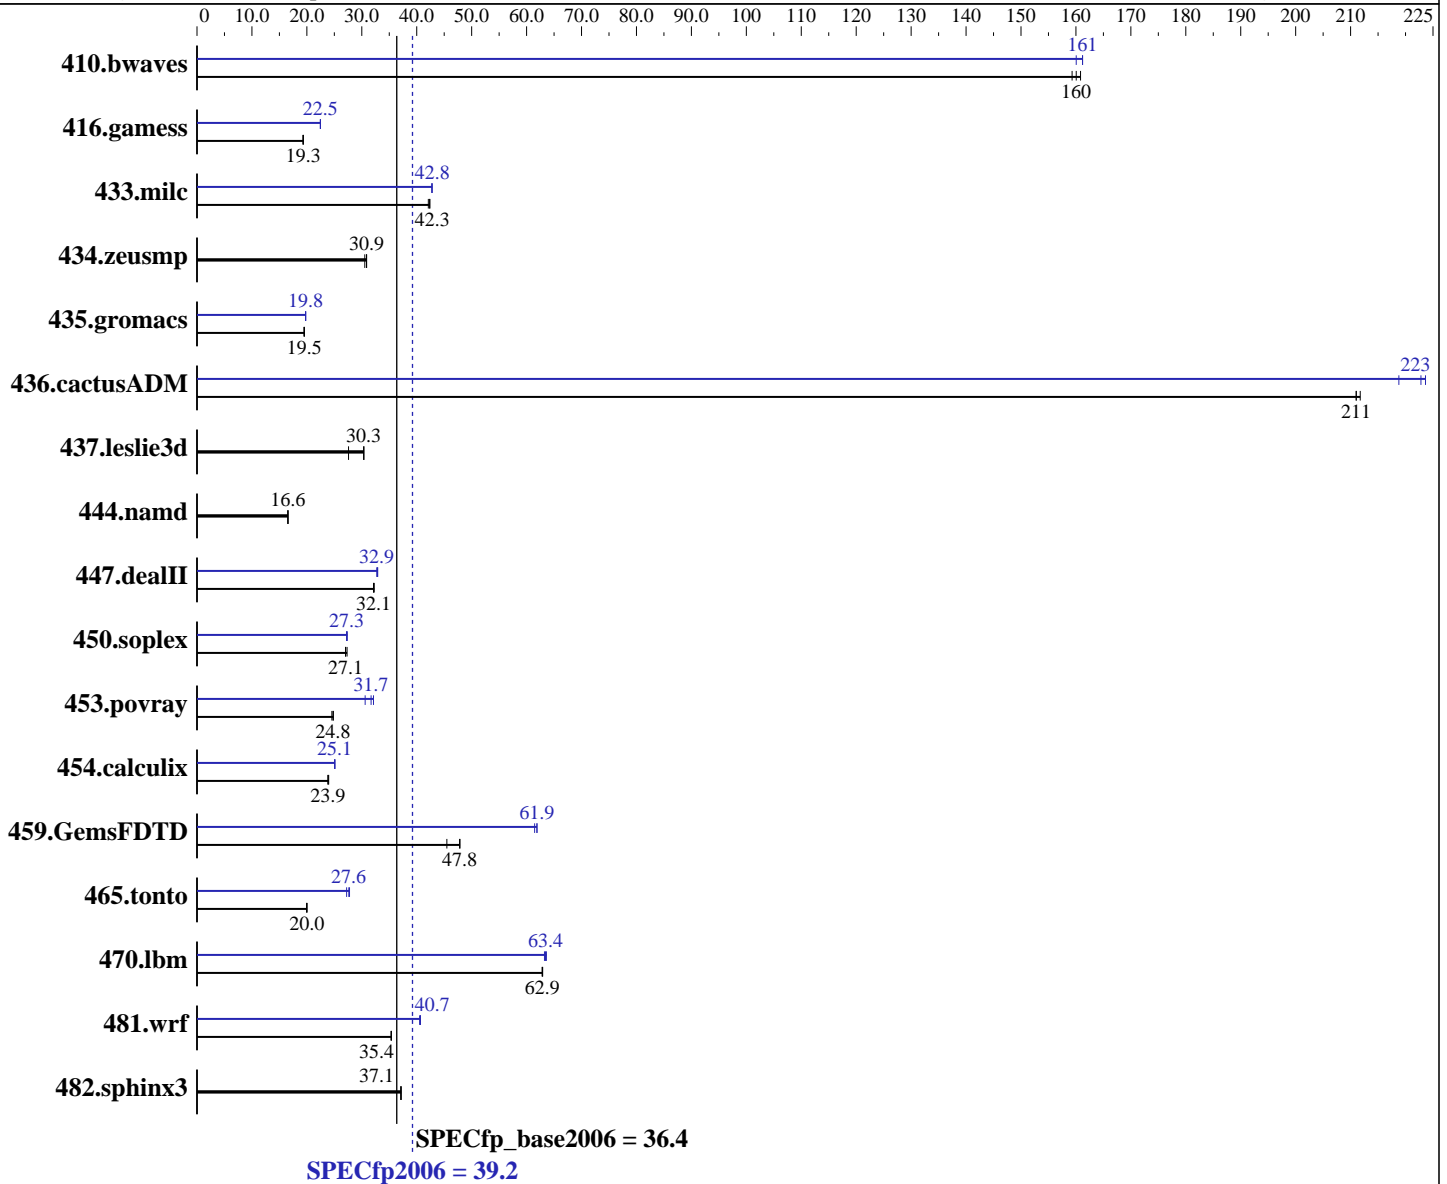 0 10.0 20.0 30.0 40.0 50.0 60.0 70.0 80.0 90.0 100 110 120 130 140 150 160 170 180 190 200 210 225
161
410.bwaves
160
22.5
416.gamess
19.3
42.8
433.milc
42.3
30.9
434.zeusmp
19.8
435.gromacs
19.5
223
436.cactusADM
211
30.3
437.leslie3d
16.6
444.namd
32.9
447.dealII
32.1
27.3
450.soplex
27.1
31.7
453.povray
24.8
25.1
454.calculix
23.9
61.9
459.GemsFDTD
47.8
27.6
465.tonto
20.0
63.4
470.lbm
62.9
40.7
481.wrf
35.4
37.1
482.sphinx3
SPECfp_base2006 = 36.4
SPECfp2006 = 39.2